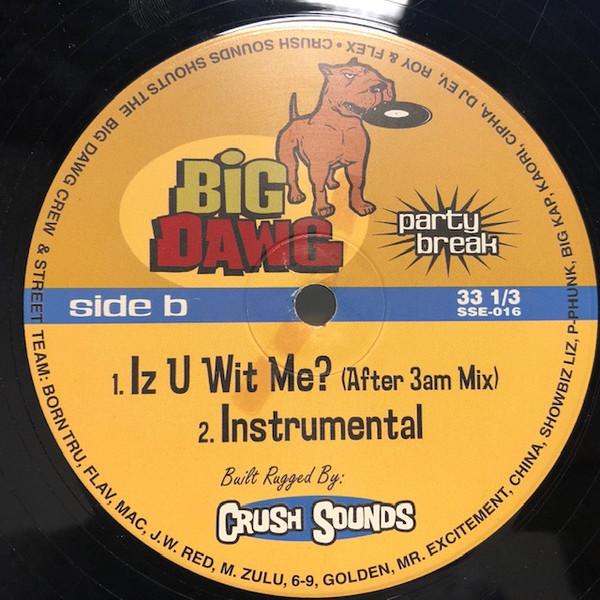 BiG
DAWG
party
break
side b
33 1/3
SSE-016
1. Iz U Wit Me? (After 3am Mix)
2. Instrumental
Built Rugged By:
CRUSH SOUNDS
CRUSH SOUNDS SHOUTS THE BIG DAWG CREW & STREET TEAM: BORN TRU, FLAV, MAC, J.W. RED, M. ZULU, 6-9, GOLDEN, MR. EXCITEMENT, CHINA, SHOWBIZ LIZ, P-PHUNK, BIG KAP, KAORI, CIPHA, DJ EV, ROY & FLEX •